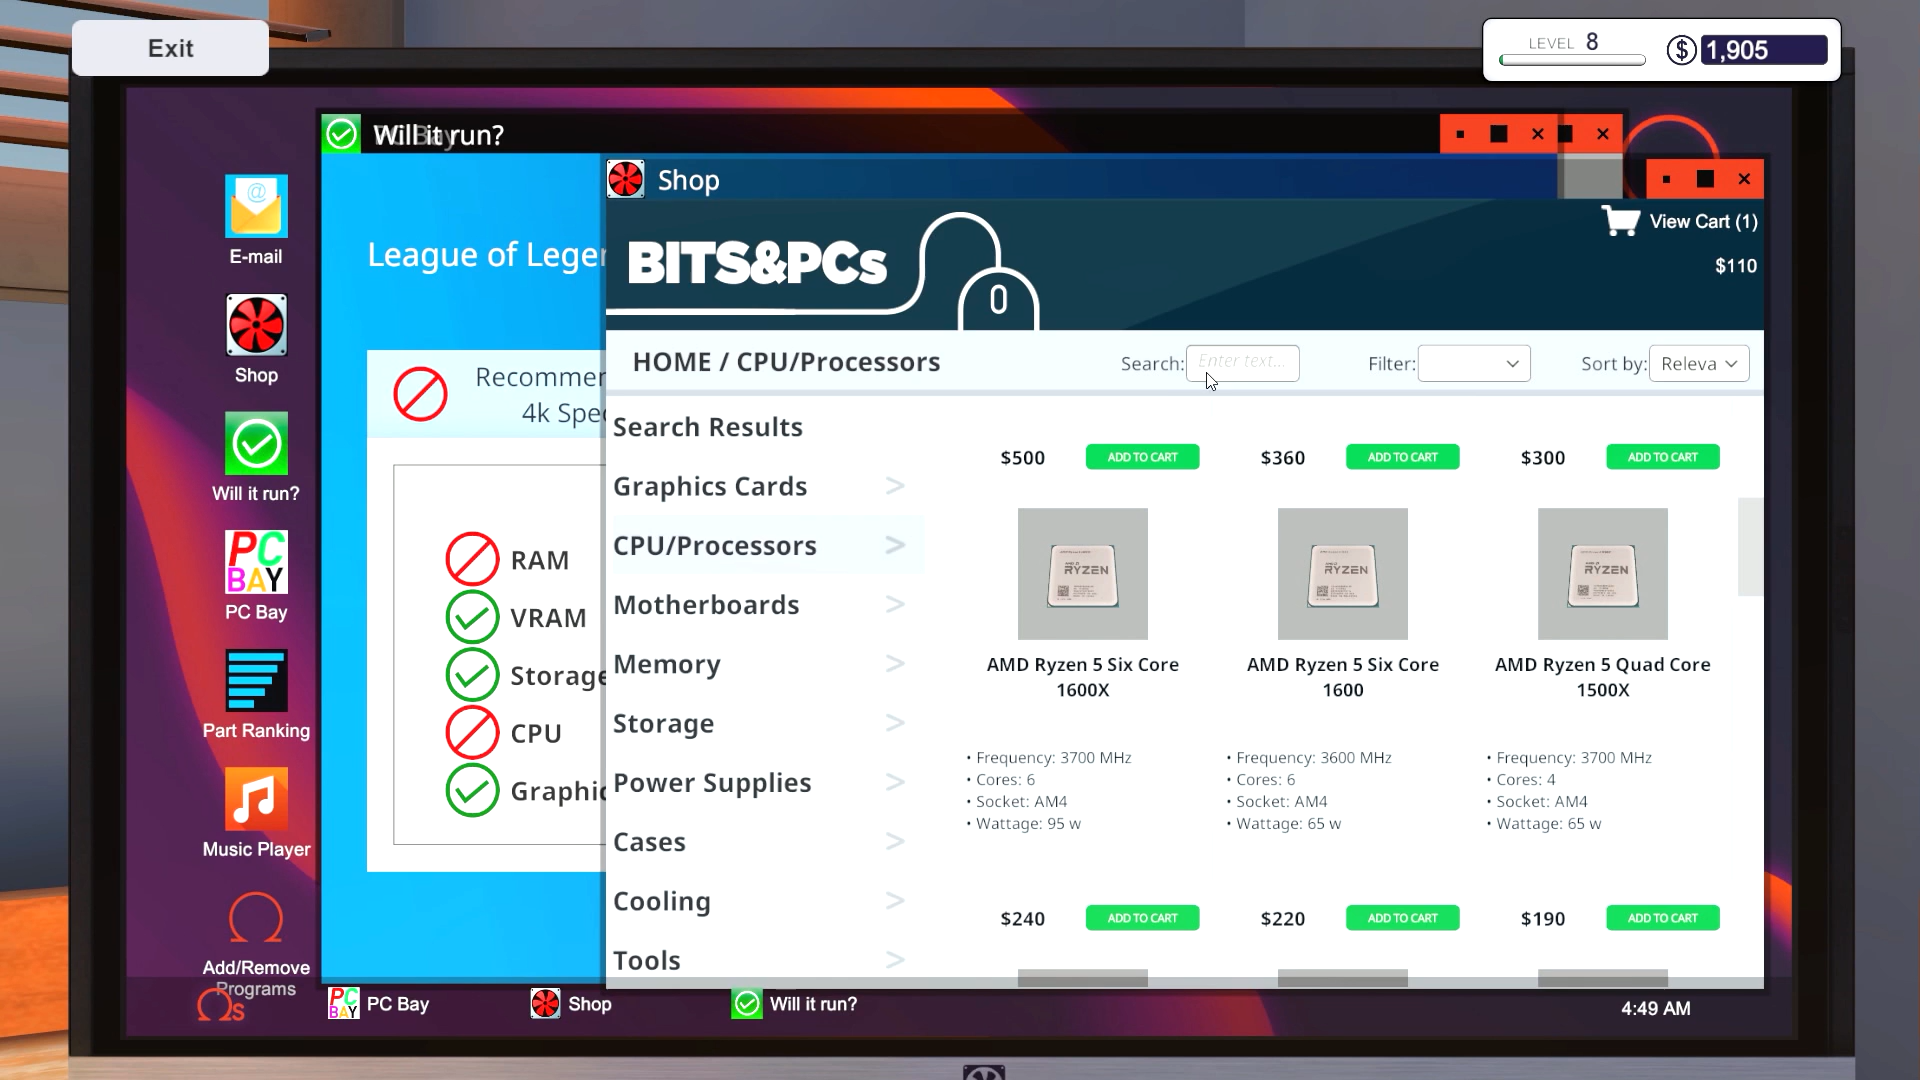 Exit
LEVEL 8
$ 1,905
Will it run?
Shop
View Cart (1)
$110
BITS&PCs
HOME / CPU/Processors
Search: Enter text...
Filter:
Sort by: Releva
E-mail
Shop
Will it run?
PC BAY
PC Bay
Part Ranking
Music Player
Add/Remove
Programs
League of Leger
Recommer
4k Spec
RAM
VRAM
Storage
CPU
Graphic
Search Results
Graphics Cards >
CPU/Processors >
Motherboards >
Memory >
Storage >
Power Supplies >
Cases >
Cooling >
Tools >
$500 ADD TO CART
$360 ADD TO CART
$300 ADD TO CART
RYZEN
AMD Ryzen 5 Six Core
1600X
• Frequency: 3700 MHz
• Cores: 6
• Socket: AM4
• Wattage: 95 w
$240 ADD TO CART
RYZEN
AMD Ryzen 5 Six Core
1600
• Frequency: 3600 MHz
• Cores: 6
• Socket: AM4
• Wattage: 65 w
$220 ADD TO CART
RYZEN
AMD Ryzen 5 Quad Core
1500X
• Frequency: 3700 MHz
• Cores: 4
• Socket: AM4
• Wattage: 65 w
$190 ADD TO CART
Ωs
PC BAY
PC Bay
Shop
Will it run?
4:49 AM